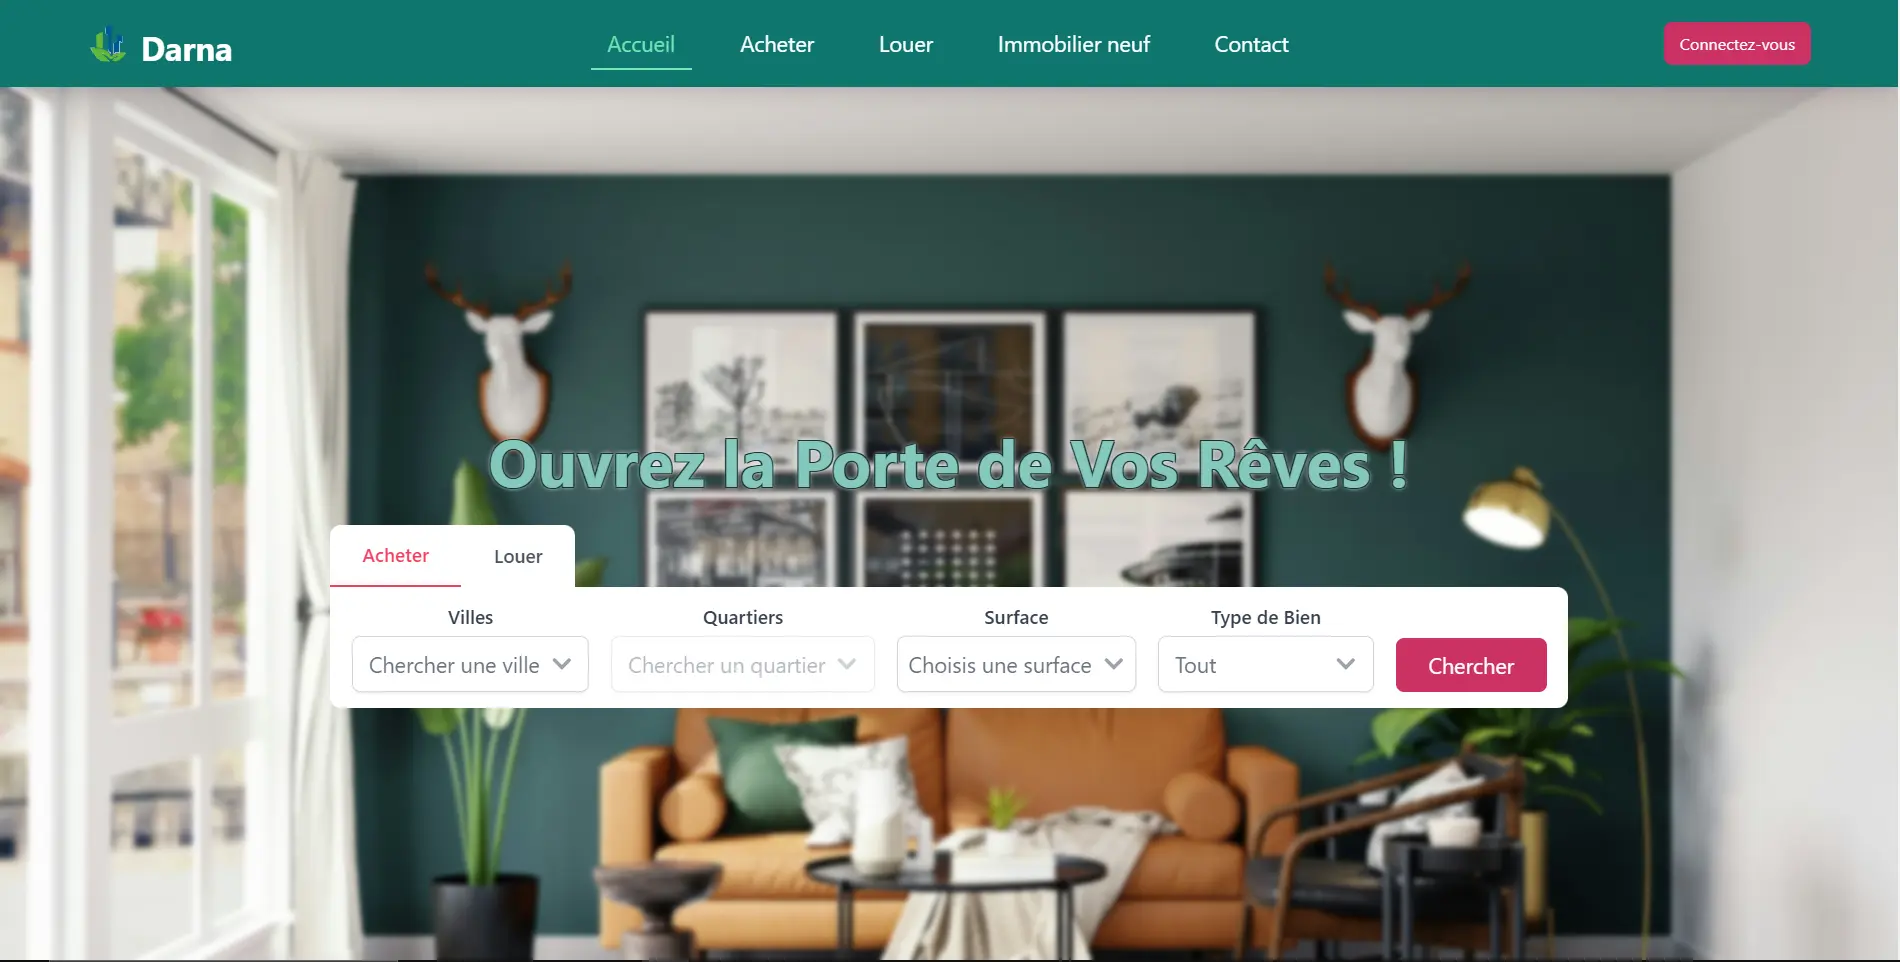 Darna
Accueil
Acheter
Louer
Immobilier neuf
Contact
Connectez-vous
Ouvrez la Porte de Vos Rêves !
Acheter
Louer
Villes
Quartiers
Surface
Type de Bien
Chercher une ville
Chercher un quartier
Choisis une surface
Tout
Chercher